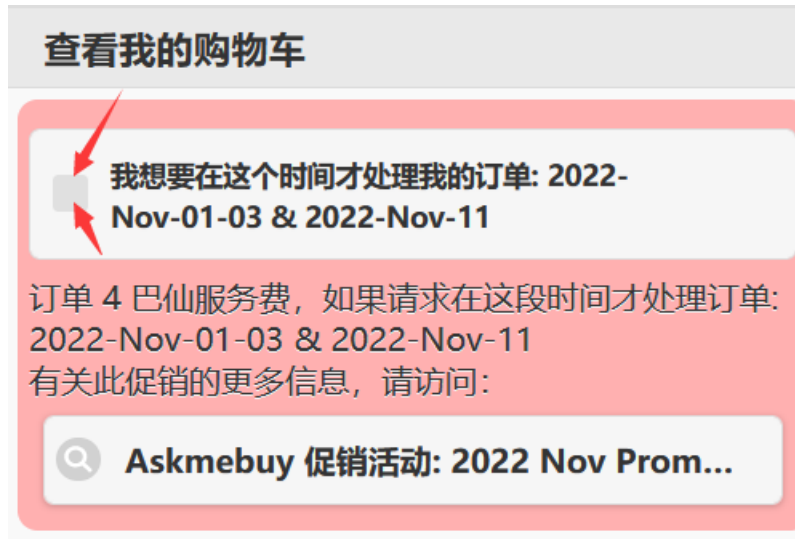 查看我的购物车
我想要在这个时间才处理我的订单: 2022-
Nov-01-03 & 2022-Nov-11
订单 4 巴仙服务费，如果请求在这段时间才处理订单:
2022-Nov-01-03 & 2022-Nov-11
有关此促销的更多信息，请访问：
Askmebuy 促销活动: 2022 Nov Prom...